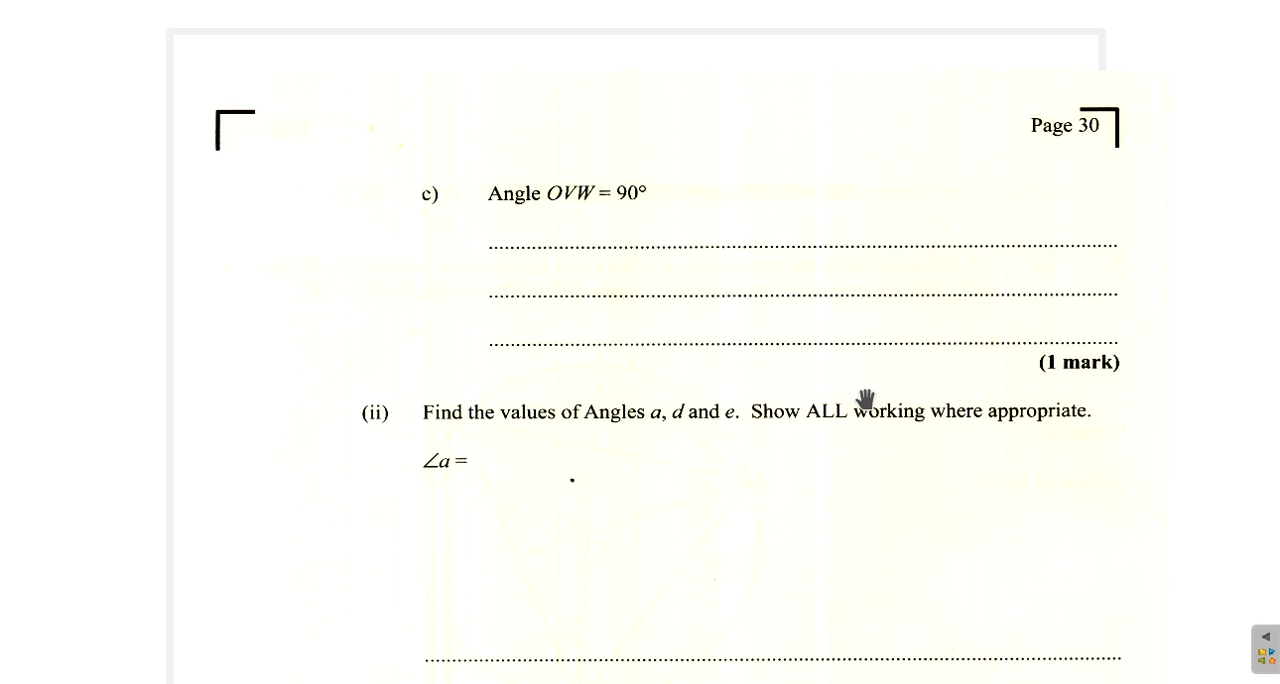 Page 30
c) Angle OVW = 90°
(1 mark)
(ii) Find the values of Angles a, d and e. Show ALL working where appropriate.
∠a =